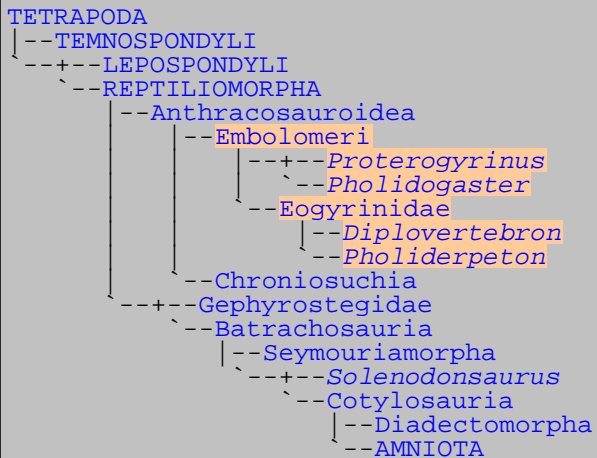 TETRAPODA
|--TEMNOSPONDYLI
`--+--LEPOSPONDYLI
   `--REPTILIOMORPHA
      |--Anthracosauroidea
      |   |--Embolomeri
      |   |   |--+--Proterogyrinus
      |   |   |  `--Pholidogaster
      |   |   `--Eogyrinidae
      |   |       |--Diplovertebron
      |   |       `--Pholiderpeton
      |   `--Chroniosuchia
      `--+--Gephyrostegidae
         `--Batrachosauria
            |--Seymouriamorpha
            `--+--Solenodonsaurus
               `--Cotylosauria
                  |--Diadectomorpha
                  `--AMNIOTA